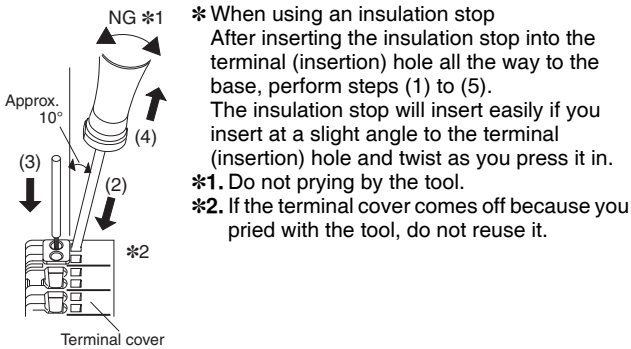 NG ✻1
Approx.
10°
(4)
(3)
(2)
✻2
Terminal cover
✻ When using an insulation stop
After inserting the insulation stop into the
terminal (insertion) hole all the way to the
base, perform steps (1) to (5).
The insulation stop will insert easily if you
insert at a slight angle to the terminal
(insertion) hole and twist as you press it in.
✻1. Do not prying by the tool.
✻2. If the terminal cover comes off because you
pried with the tool, do not reuse it.